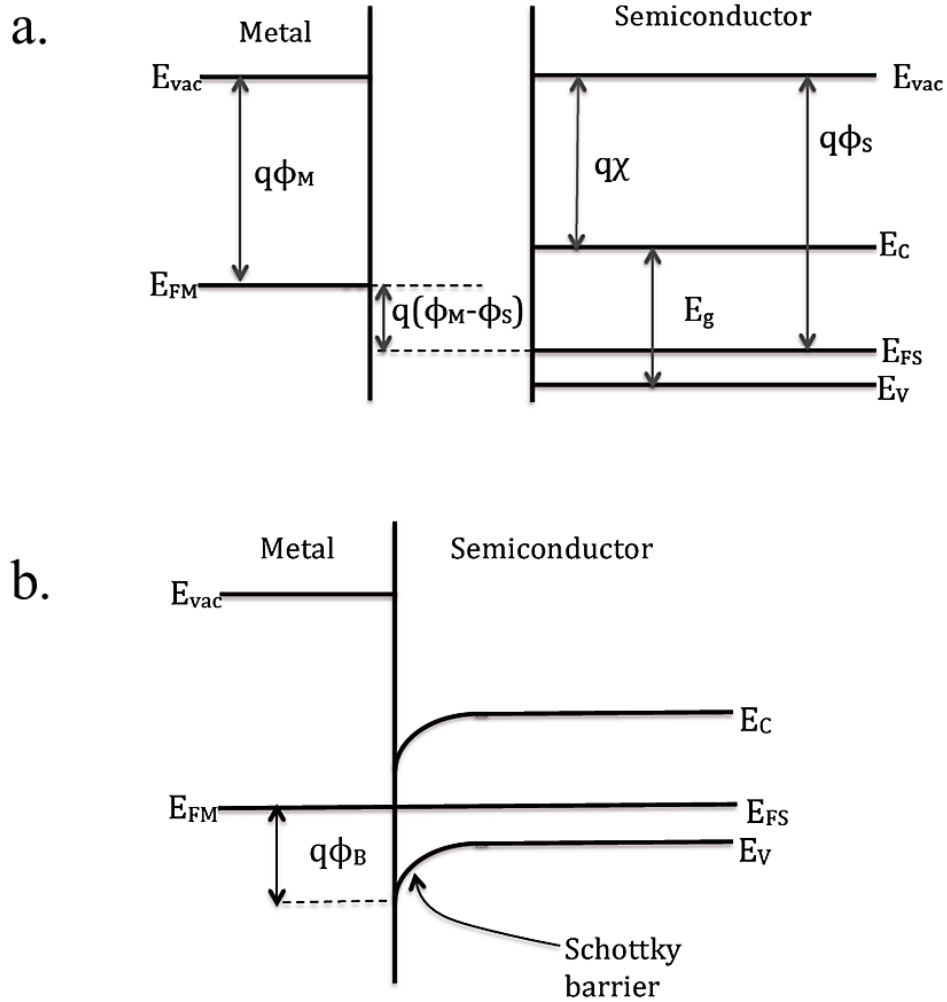 a.
Metal
Semiconductor
Evac
Evac
qϕM
qχ
qϕS
EC
EFM
q(ϕM-ϕS)
Eg
EFS
EV
b.
Metal
Semiconductor
Evac
EC
EFM
EFS
qϕB
EV
Schottky
barrier